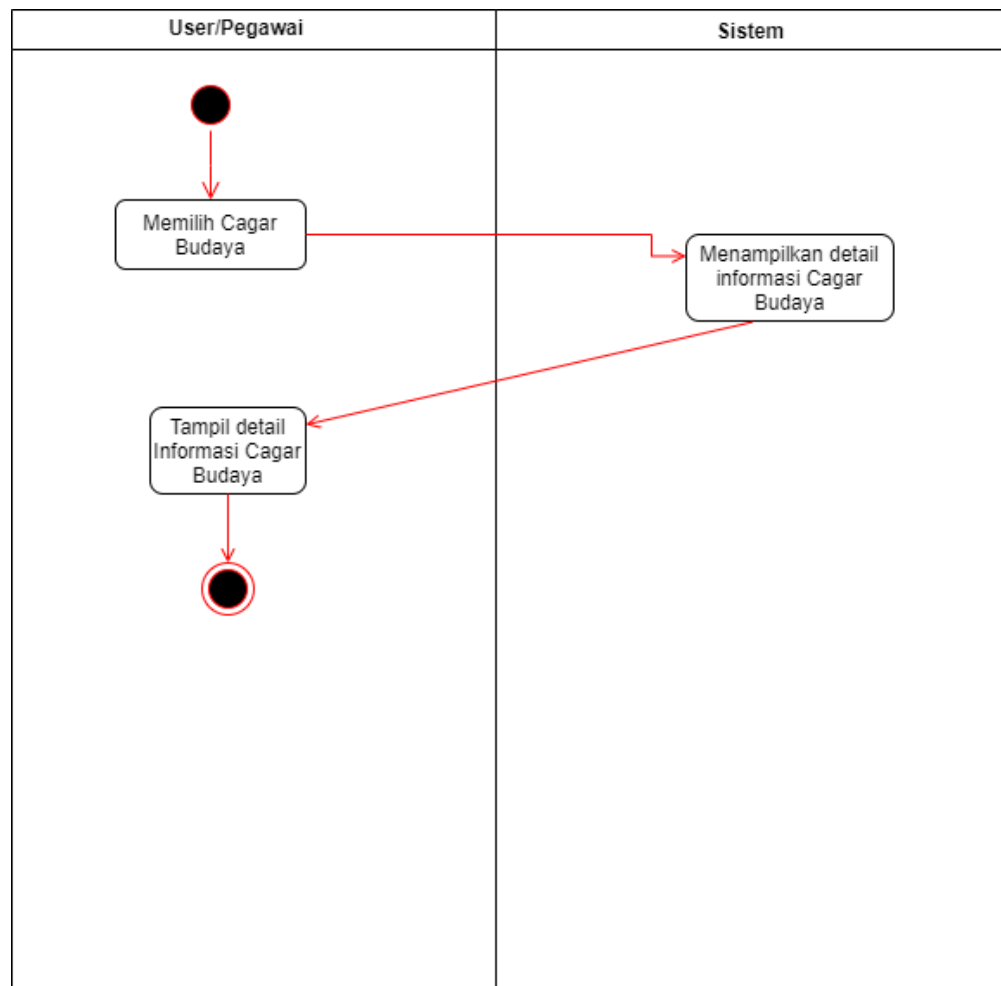 User/Pegawai
Sistem
Memilih Cagar
Budaya
Menampilkan detail
informasi Cagar
Budaya
Tampil detail
Informasi Cagar
Budaya